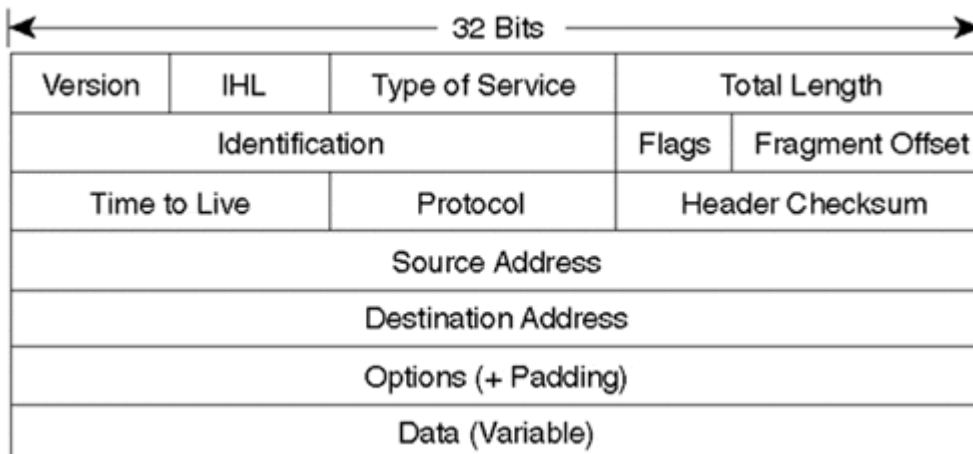 32 Bits
Version IHL Type of Service Total Length
Identification Flags Fragment Offset
Time to Live Protocol Header Checksum
Source Address
Destination Address
Options (+ Padding)
Data (Variable)